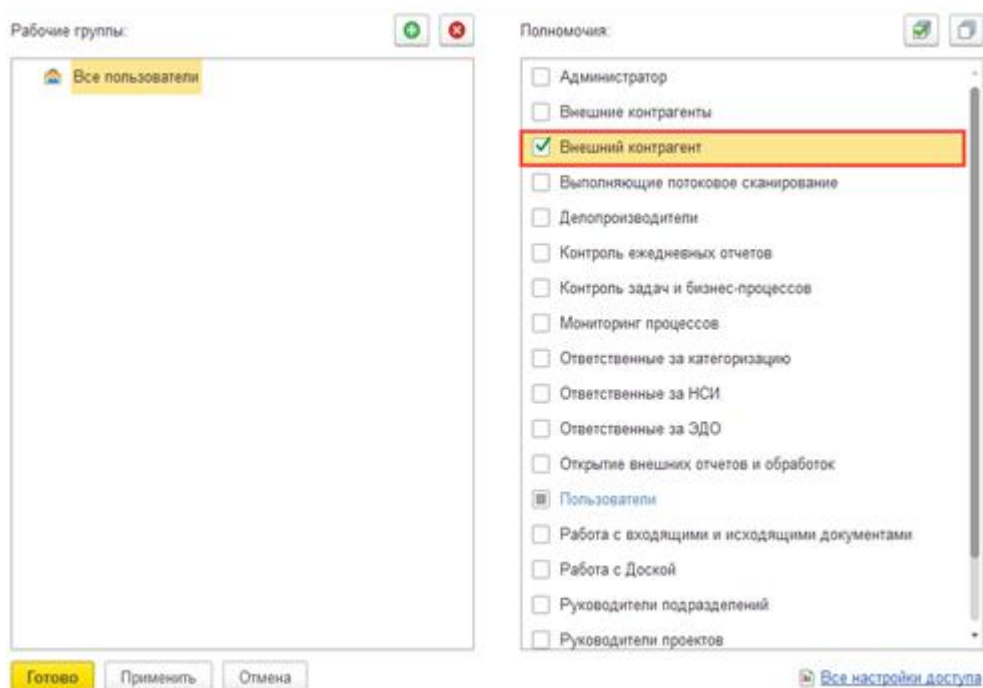 Рабочие группы:
Все пользователи
Полномочия:
Администратор
Внешние контрагенты
Внешний контрагент
Выполняющие потоковое сканирование
Делопроизводители
Контроль ежедневных отчетов
Контроль задач и бизнес-процессов
Мониторинг процессов
Ответственные за категоризацию
Ответственные за НСИ
Ответственные за ЭДО
Открытие внешних отчетов и обработок
Пользователи
Работа с входящими и исходящими документами
Работа с Доской
Руководители подразделений
Руководители проектов
Готово Применить Отмена Все настройки доступа